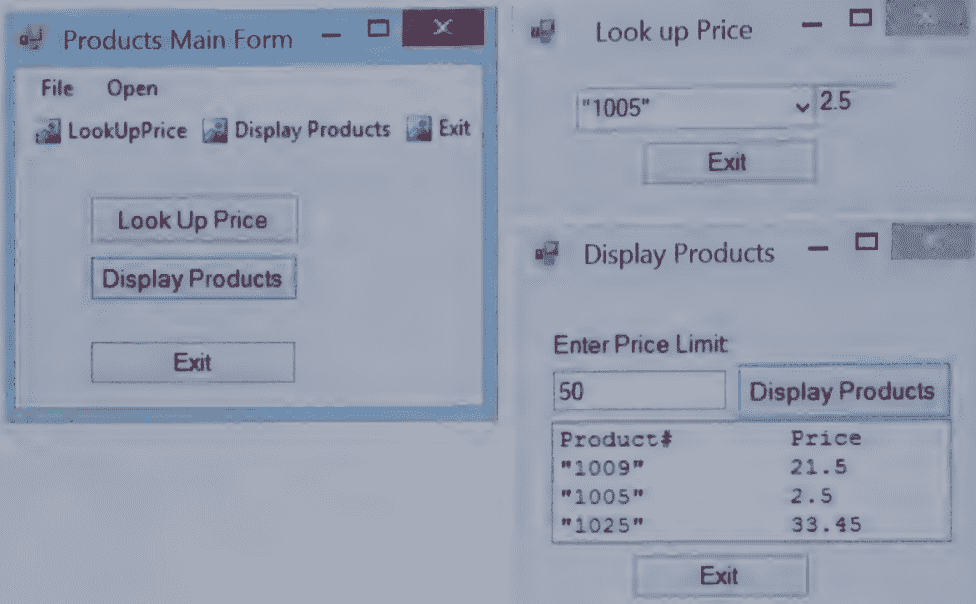 Products Main Form
File Open
LookUpPrice Display Products Exit
Look Up Price
Display Products
Exit
Look up Price
"1005" 2.5
Exit
Display Products
Enter Price Limit:
50 Display Products
Product# Price
"1009" 21.5
"1005" 2.5
"1025" 33.45
Exit